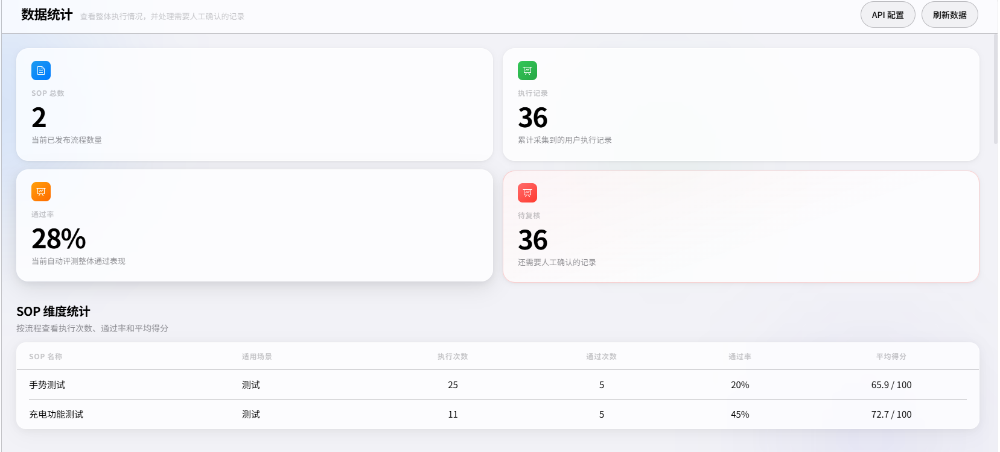 数据统计 查看整体执行情况，并处理需要人工确认的记录 API 配置 刷新数据
SOP 总数
2
当前已发布流程数量
执行记录
36
累计采集到的用户执行记录
通过率
28%
当前自动评测整体通过表现
待复核
36
还需要人工确认的记录
SOP 维度统计
按流程查看执行次数、通过率和平均得分
SOP 名称 适用场景 执行次数 通过次数 通过率 平均得分
手势测试 测试 25 5 20% 65.9 / 100
充电功能测试 测试 11 5 45% 72.7 / 100